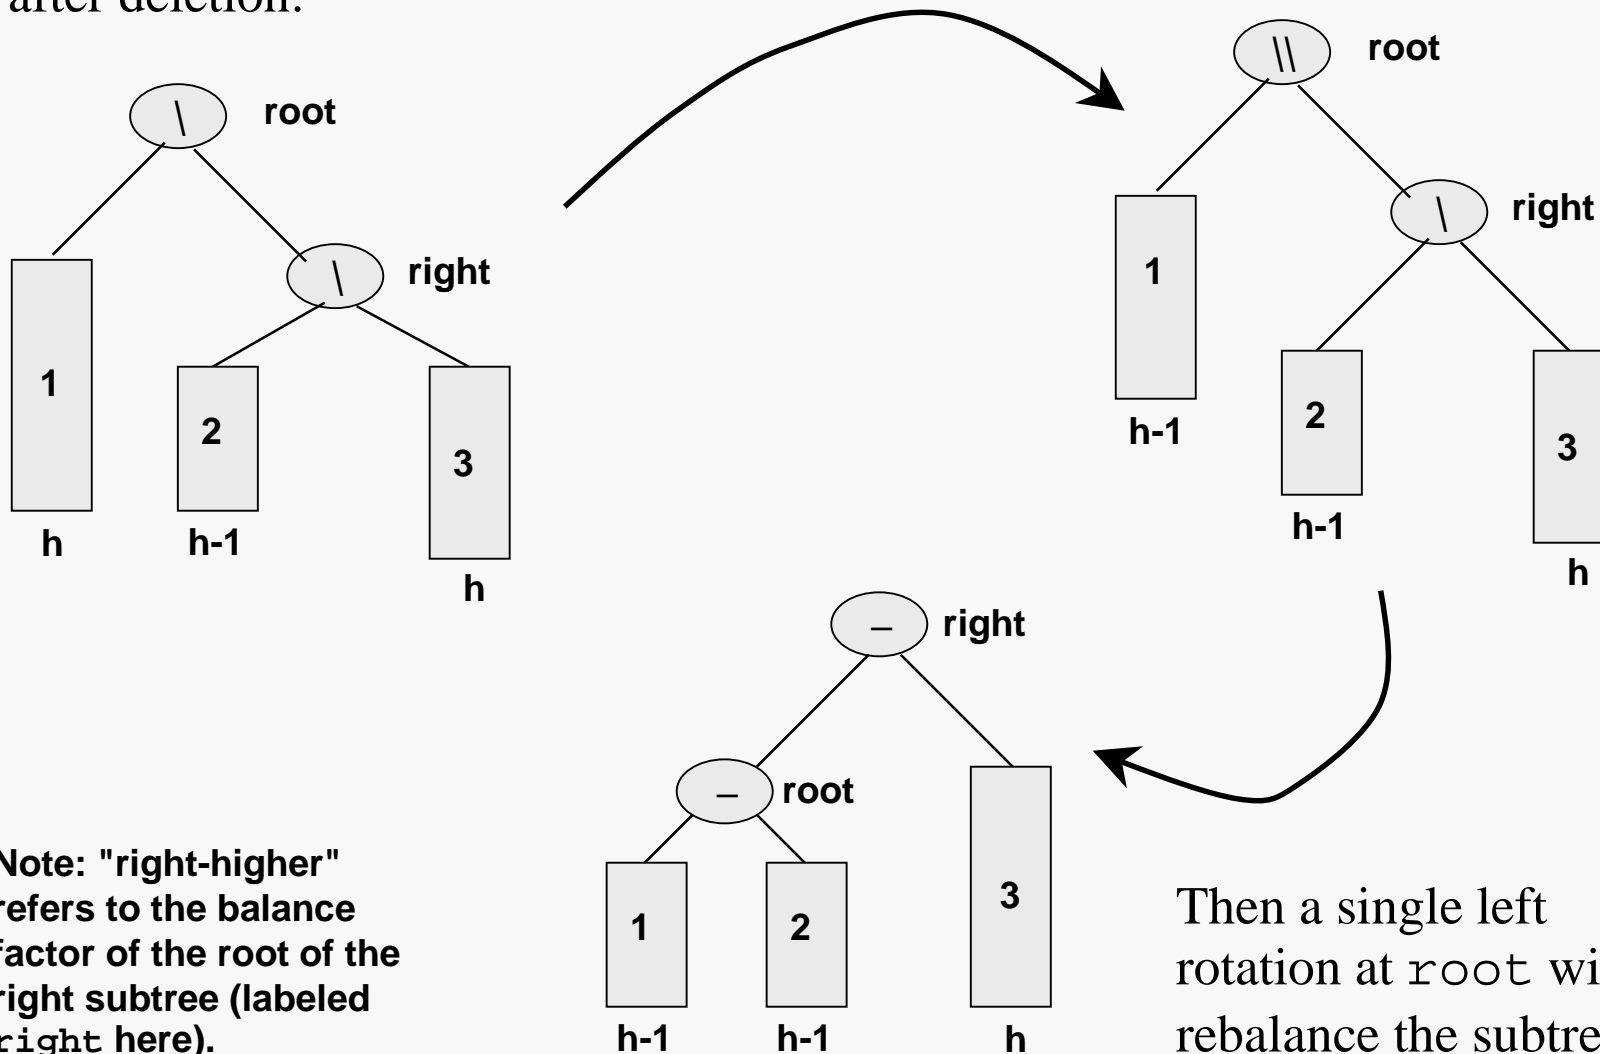 after deletion.
\ root
\ right
1
2
3
h
h-1
h
\\ root
\ right
1
h-1
2
h-1
3
h
– right
– root
1
2
3
h-1
h-1
h
Note: "right-higher"
refers to the balance
factor of the root of the
right subtree (labeled
right here).
Then a single left
rotation at root wi
rebalance the subtre